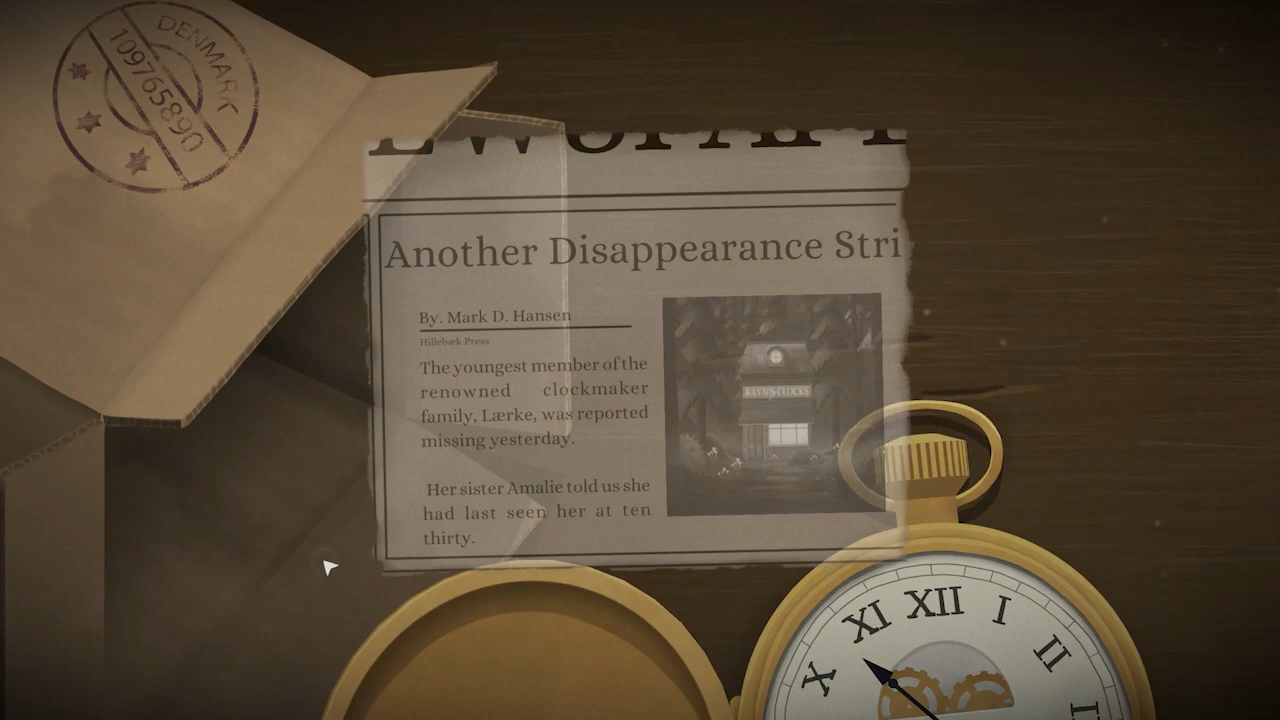 DENMARK
109765890
Another Disappearance Stri
By. Mark D. Hansen
Hillebæk Press
The youngest member of the
renowned clockmaker
family, Lærke, was reported
missing yesterday.
Her sister Amalie told us she
had last seen her at ten
thirty.
RAVN'S CLOCKS
X XI XII I II